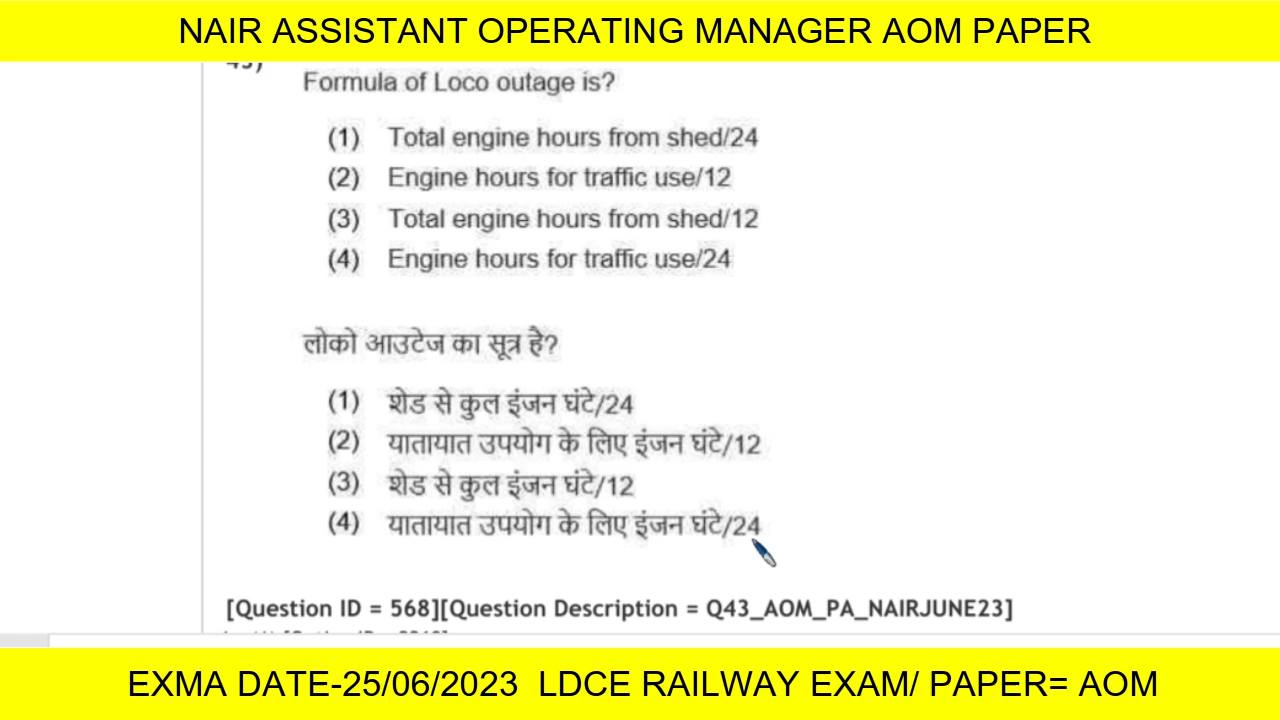 NAIR ASSISTANT OPERATING MANAGER AOM PAPER
Formula of Loco outage is?
(1) Total engine hours from shed/24
(2) Engine hours for traffic use/12
(3) Total engine hours from shed/12
(4) Engine hours for traffic use/24
लोको आउटेज का सूत्र है?
(1) शेड से कुल इंजन घंटे/24
(2) यातायात उपयोग के लिए इंजन घंटे/12
(3) शेड से कुल इंजन घंटे/12
(4) यातायात उपयोग के लिए इंजन घंटे/24
[Question ID = 568][Question Description = Q43_AOM_PA_NAIRJUNE23]
EXMA DATE-25/06/2023 LDCE RAILWAY EXAM/ PAPER= AOM